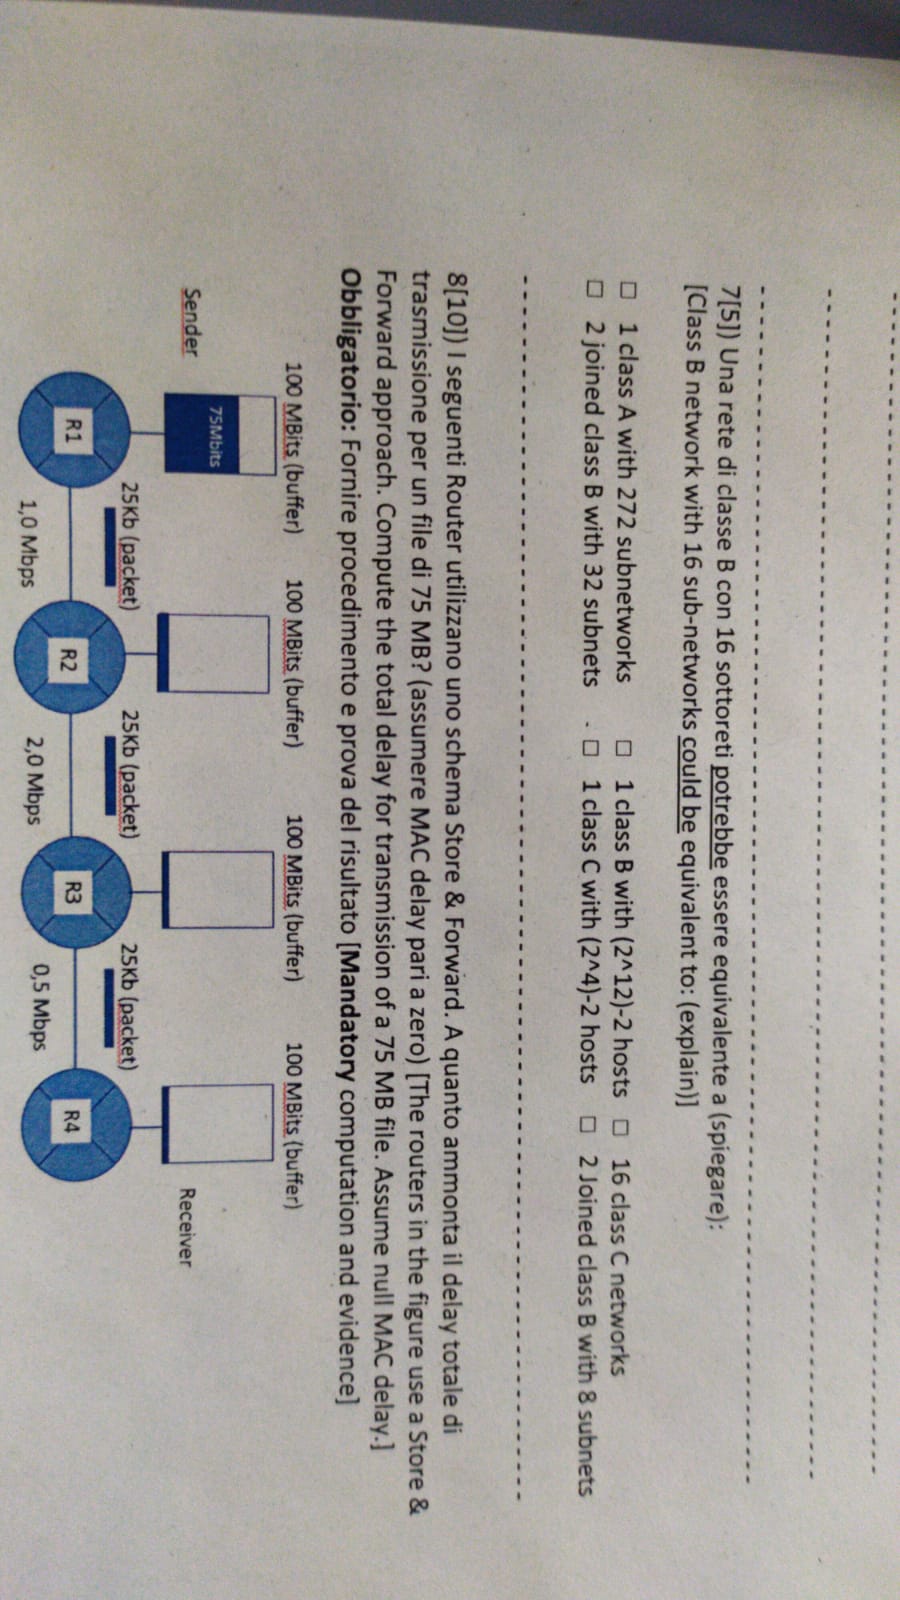 7[5]) Una rete di classe B con 16 sottoreti potrebbe essere equivalente a (spiegare):
[Class B network with 16 sub-networks could be equivalent to: (explain)]
□ 1 class A with 272 subnetworks □ 1 class B with (2^12)-2 hosts □ 16 class C networks
□ 2 joined class B with 32 subnets □ 1 class C with (2^4)-2 hosts □ 2 Joined class B with 8 subnets
8[10]) I seguenti Router utilizzano uno schema Store & Forward. A quanto ammonta il delay totale di
trasmissione per un file di 75 MB? (assumere MAC delay pari a zero) [The routers in the figure use a Store &
Forward approach. Compute the total delay for transmission of a 75 MB file. Assume null MAC delay.]
Obbligatorio: Fornire procedimento e prova del risultato [Mandatory computation and evidence]
100 MBits (buffer) 100 MBits (buffer) 100 MBits (buffer) 100 MBits (buffer)
75Mbits
Sender Receiver
25Kb (packet) 25Kb (packet) 25Kb (packet)
R1 R2 R3 R4
1,0 Mbps 2,0 Mbps 0,5 Mbps